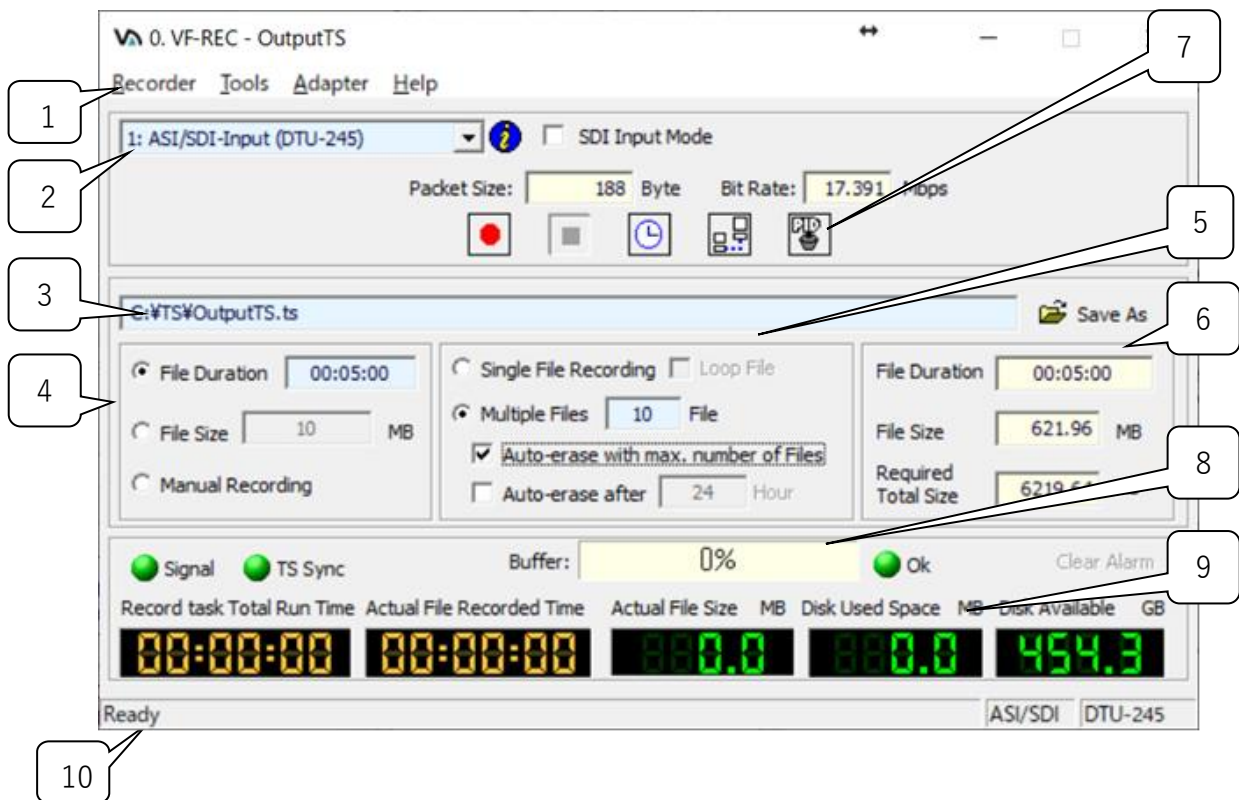 0. VF-REC - OutputTS
7
Recorder Tools Adapter Help
1
1: ASI/SDI-Input (DTU-245) SDI Input Mode
2
Packet Size: 188 Byte Bit Rate: 17.391 Mbps
PID
5
3
C:¥TS¥OutputTS.ts Save As
6
4
File Duration 00:05:00
File Size 10 MB
Manual Recording
Single File Recording Loop File
Multiple Files 10 File
Auto-erase with max. number of Files
Auto-erase after 24 Hour
File Duration 00:05:00
File Size 621.96 MB
Required
Total Size 6219.64
8
Signal TS Sync Buffer: 0% Ok Clear Alarm
9
Record task Total Run Time Actual File Recorded Time Actual File Size MB Disk Used Space MB Disk Available GB
00:00:00 00:00:00 0.0 0.0 454.3
Ready ASI/SDI DTU-245
10